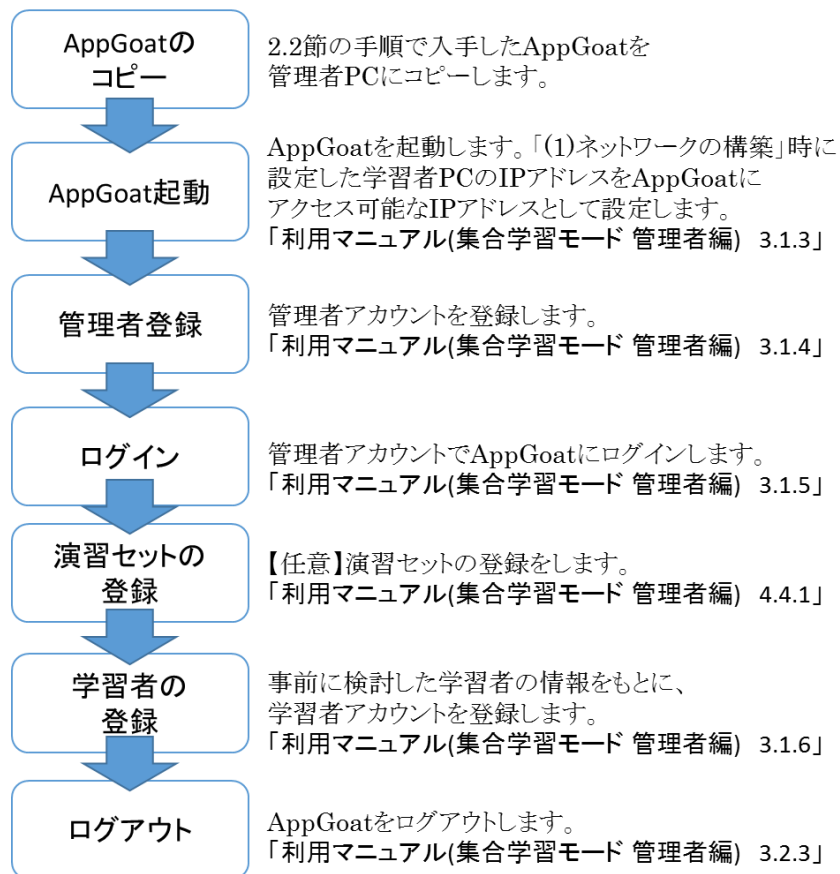 AppGoatの
コピー
2.2節の手順で入手したAppGoatを
管理者PCにコピーします。
AppGoat起動
AppGoatを起動します。「(1)ネットワークの構築」時に
設定した学習者PCのIPアドレスをAppGoatに
アクセス可能なIPアドレスとして設定します。
「利用マニュアル(集合学習モード 管理者編) 3.1.3」
管理者登録
管理者アカウントを登録します。
「利用マニュアル(集合学習モード 管理者編) 3.1.4」
ログイン
管理者アカウントでAppGoatにログインします。
「利用マニュアル(集合学習モード 管理者編) 3.1.5」
演習セットの
登録
【任意】演習セットの登録をします。
「利用マニュアル(集合学習モード 管理者編) 4.4.1」
学習者の
登録
事前に検討した学習者の情報をもとに、
学習者アカウントを登録します。
「利用マニュアル(集合学習モード 管理者編) 3.1.6」
ログアウト
AppGoatをログアウトします。
「利用マニュアル(集合学習モード 管理者編) 3.2.3」